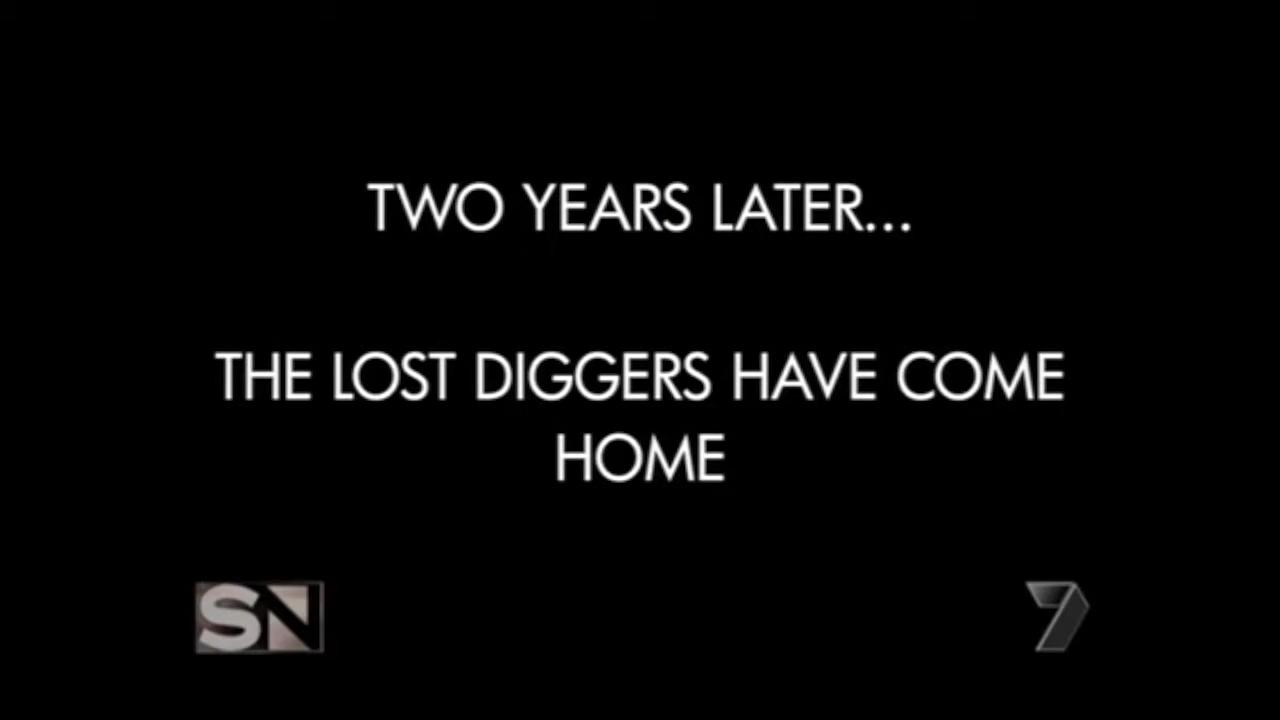 TWO YEARS LATER...
THE LOST DIGGERS HAVE COME
HOME
SN
7